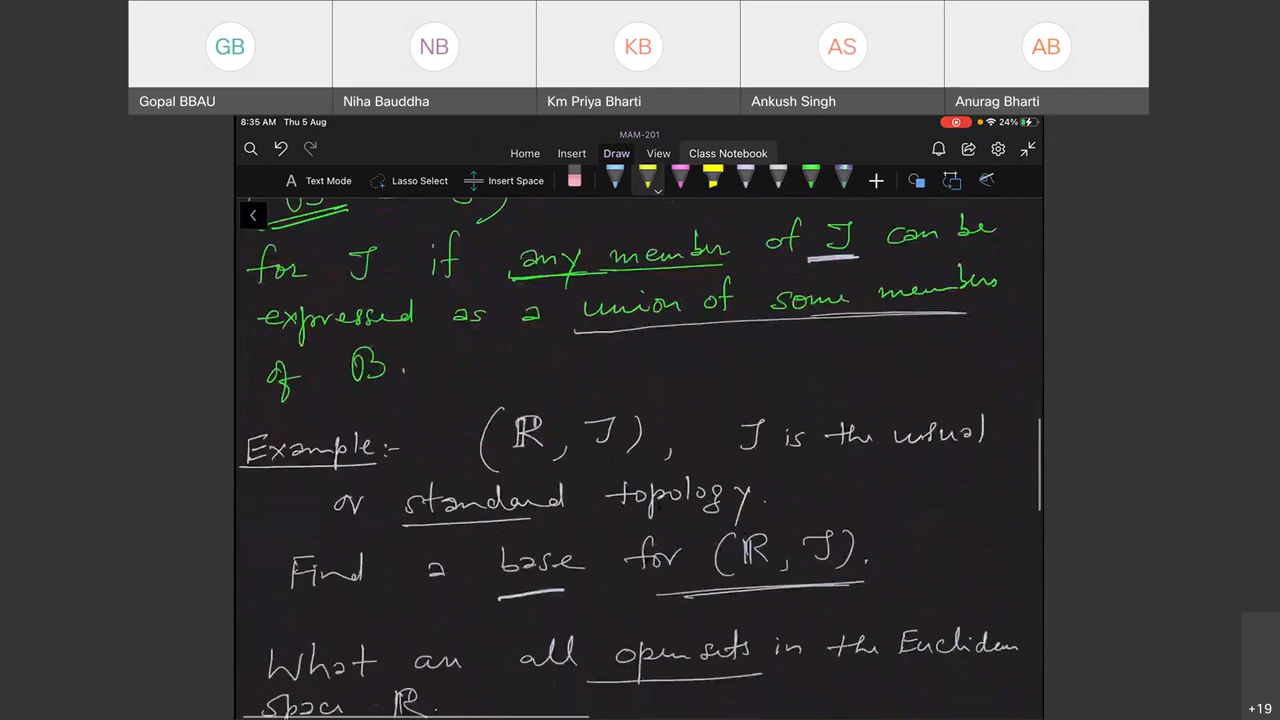 GB NB KB AS AB
Gopal BBAU Niha Bauddha Km Priya Bharti Ankush Singh Anurag Bharti
8:35 AM Thu 5 Aug 24%
MAM-201
Home Insert Draw View Class Notebook
A Text Mode Lasso Select Insert Space
for J if any member of J can be
expressed as a union of some members
of B.
Example:- (ℝ, J), J is the usual
or standard topology.
Find a base for (ℝ, J).
What an all open sets in the Euclidean
space ℝ.
+19